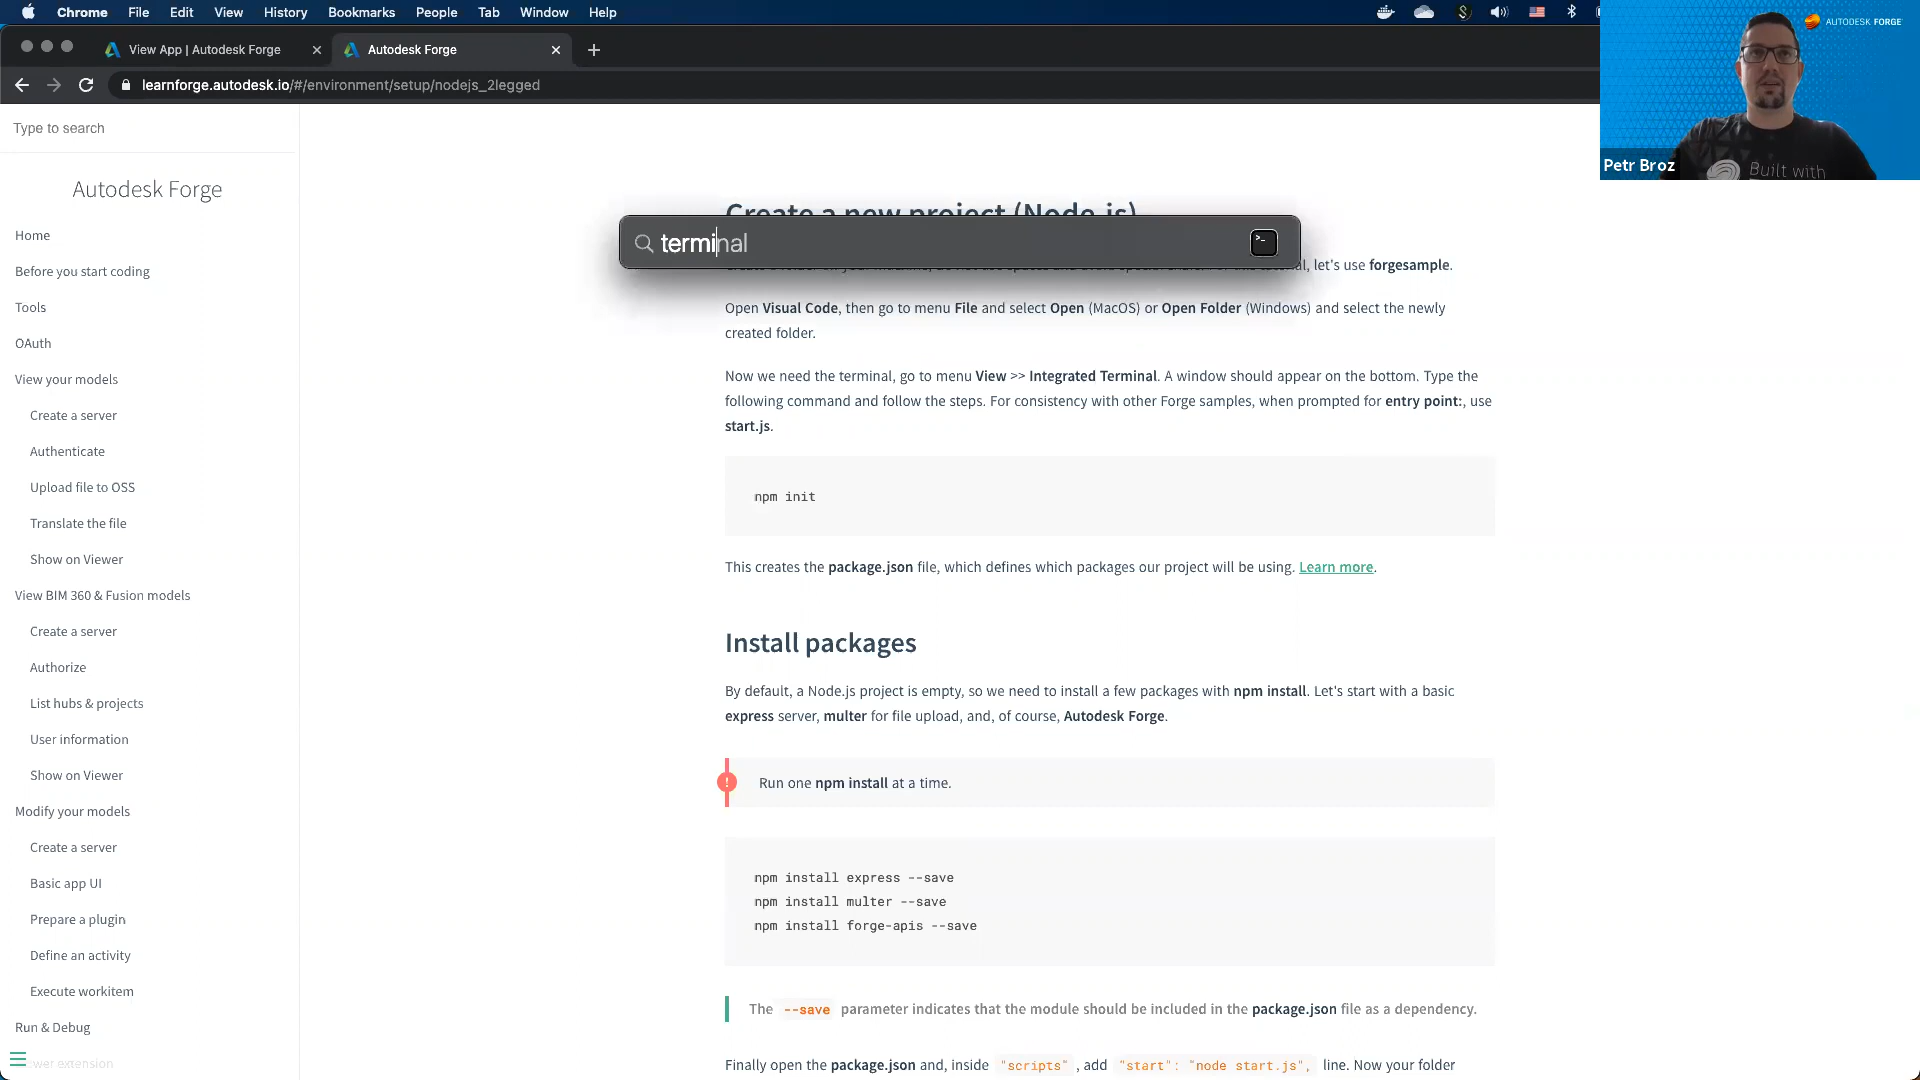 Chrome File Edit View History Bookmarks People Tab Window Help
View App | Autodesk Forge
Autodesk Forge
learnforge.autodesk.io/#/environment/setup/nodejs_2legged
AUTODESK FORGE
Built with
Petr Broz
Type to search
Autodesk Forge
Home
Before you start coding
Tools
OAuth
View your models
Create a server
Authenticate
Upload file to OSS
Translate the file
Show on Viewer
View BIM 360 & Fusion models
Create a server
Authorize
List hubs & projects
User information
Show on Viewer
Modify your models
Create a server
Basic app UI
Prepare a plugin
Define an activity
Execute workitem
Run & Debug
Create a new project (Node.js)
terminal
let's use forgesample.
Open Visual Code, then go to menu File and select Open (MacOS) or Open Folder (Windows) and select the newly
created folder.
Now we need the terminal, go to menu View >> Integrated Terminal. A window should appear on the bottom. Type the
following command and follow the steps. For consistency with other Forge samples, when prompted for entry point:, use
start.js.
npm init
This creates the package.json file, which defines which packages our project will be using. Learn more.
Install packages
By default, a Node.js project is empty, so we need to install a few packages with npm install. Let's start with a basic
express server, multer for file upload, and, of course, Autodesk Forge.
! Run one npm install at a time.
npm install express --save
npm install multer --save
npm install forge-apis --save
The --save parameter indicates that the module should be included in the package.json file as a dependency.
Finally open the package.json and, inside "scripts", add "start": "node start.js", line. Now your folder